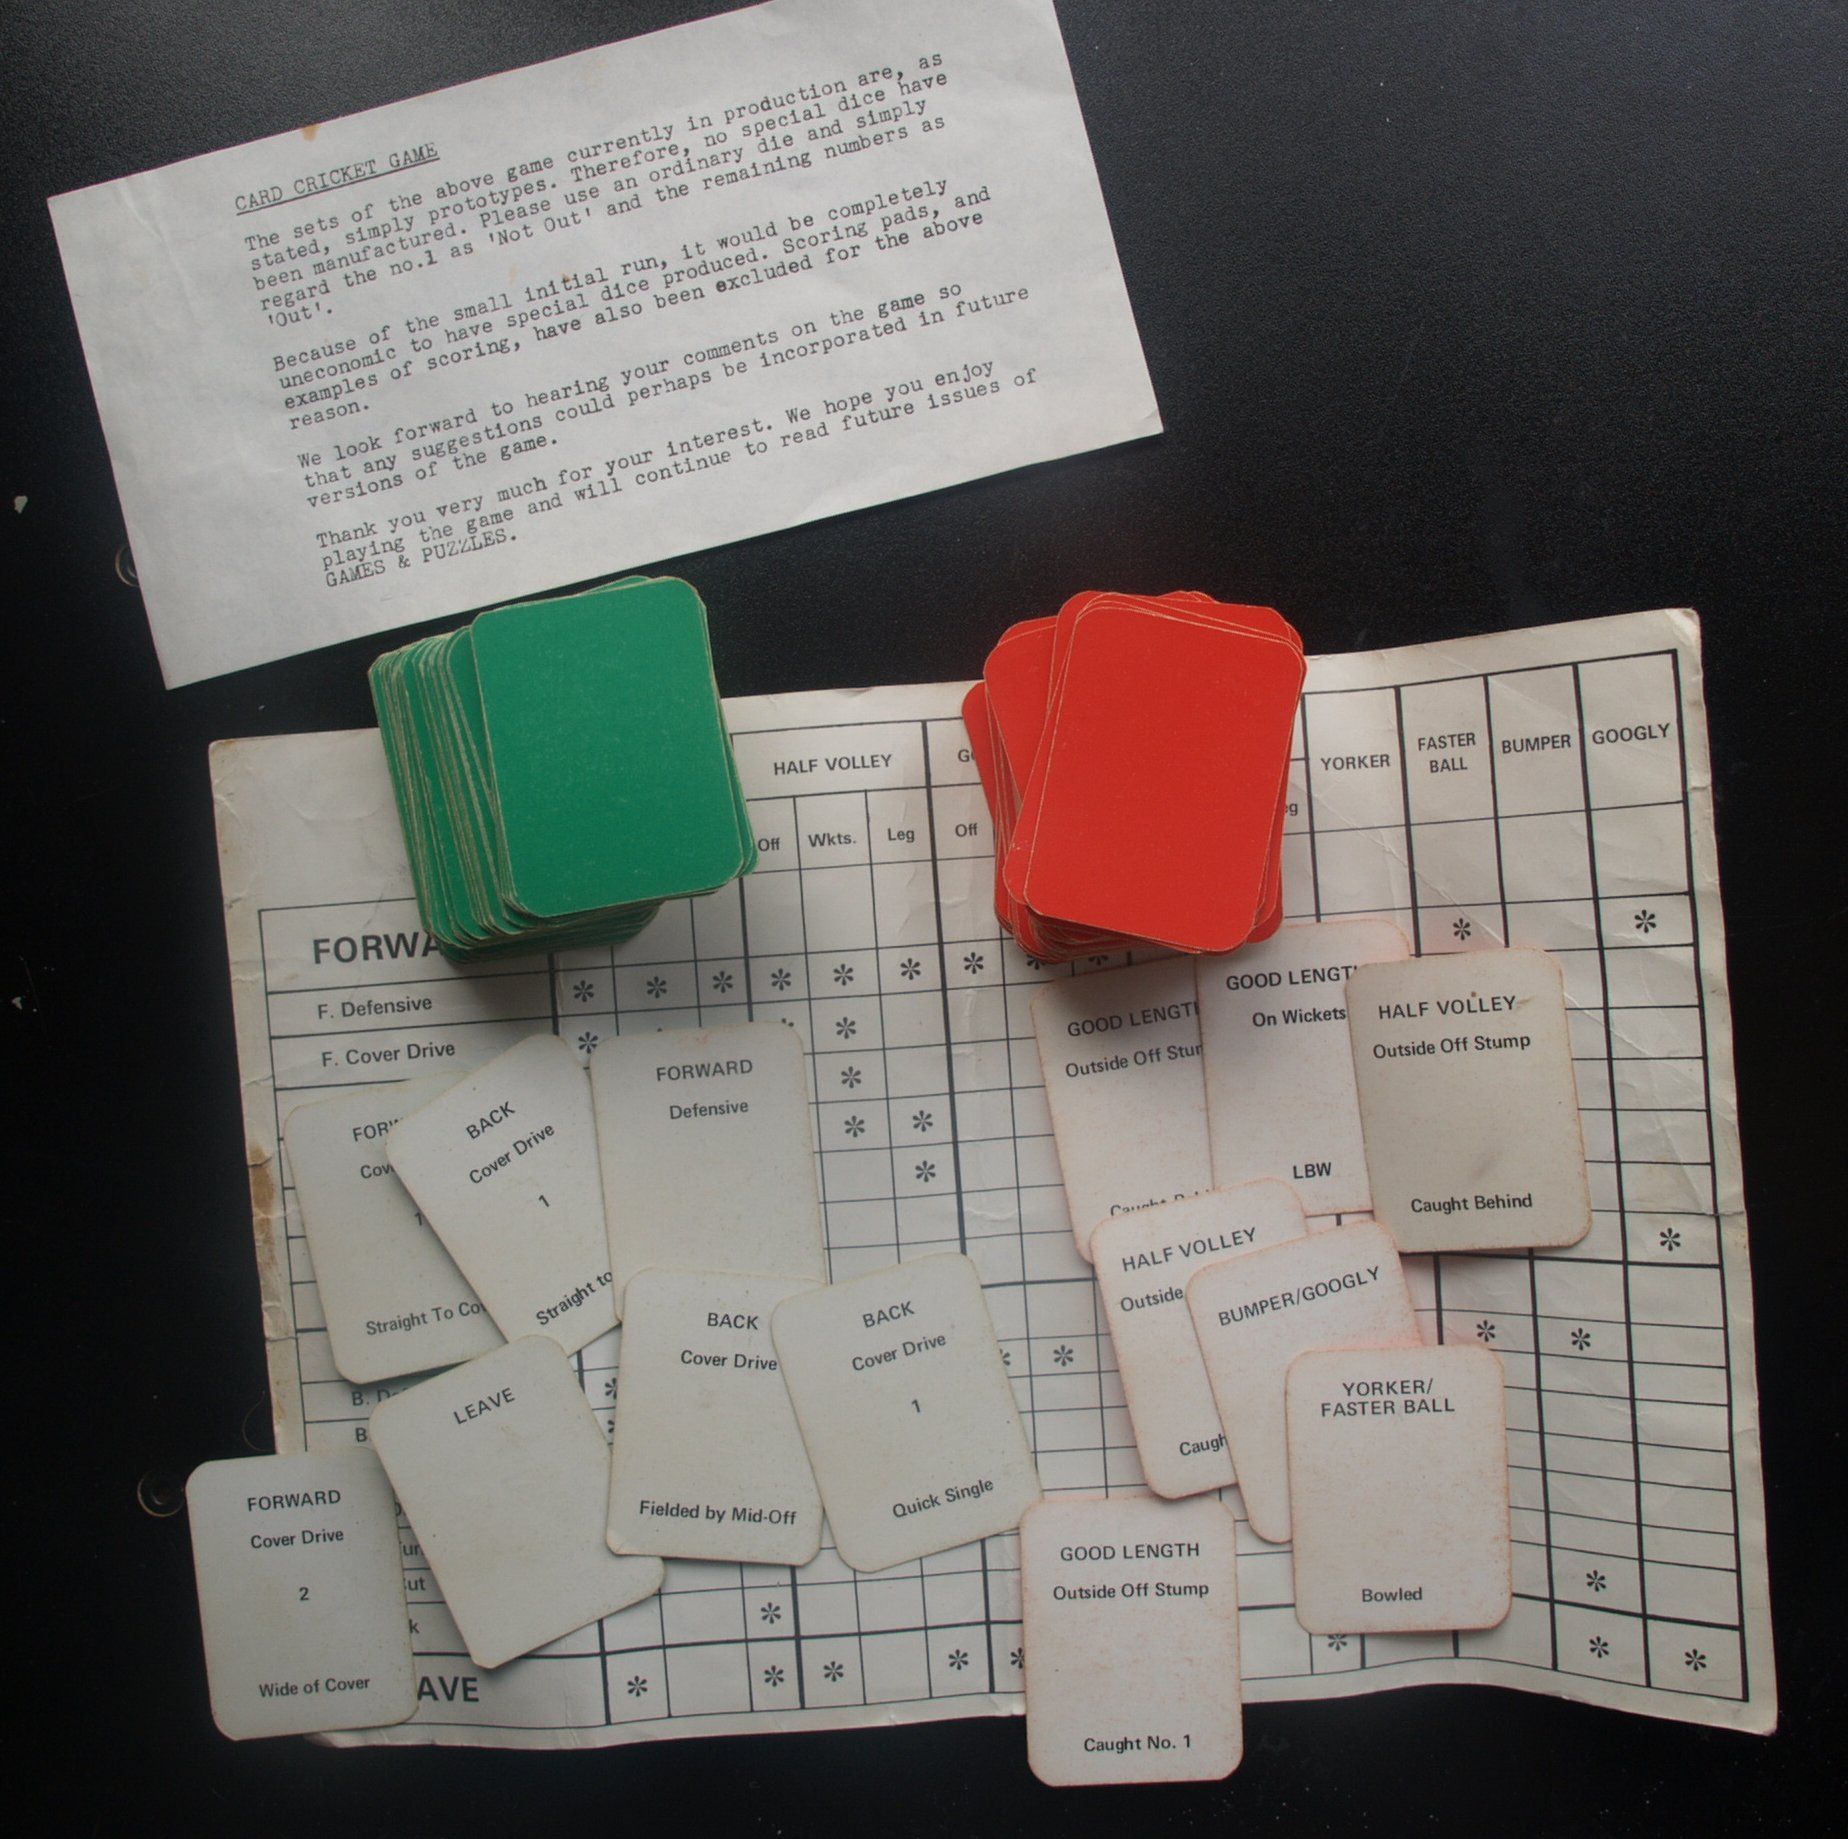 CARD CRICKET GAME
The sets of the above game currently in production are, as
stated, simply prototypes. Therefore, no special dice have
been manufactured. Please use an ordinary die and simply
regard the no.1 as 'Not Out' and the remaining numbers as
'Out'.
Because of the small initial run, it would be completely
uneconomic to have special dice produced. Scoring pads, and
examples of scoring, have also been excluded for the above
reason.
We look forward to hearing your comments on the game so
that any suggestions could perhaps be incorporated in future
versions of the game.
Thank you very much for your interest. We hope you enjoy
playing the game and will continue to read future issues of
GAMES & PUZZLES.
HALF VOLLEY
YORKER
FASTER
BALL
BUMPER
GOOGLY
Off
Wkts.
Leg
Off
F. Defensive
F. Cover Drive
BACK
Cover Drive
1
Straight to
FORWARD
Defensive
1
Straight To
LEAVE
BACK
Cover Drive
Fielded by Mid-Off
BACK
Cover Drive
1
Quick Single
FORWARD
Cover Drive
2
Wide of Cover
GOOD
Outside Off
GOOD
On Wickets
LBW
HALF VOLLEY
Outside Off Stump
Caught Behind
HALF VOLLEY
Outside
BUMPER/GOOGLY
YORKER/
FASTER BALL
Bowled
GOOD LENGTH
Outside Off Stump
Caught No. 1